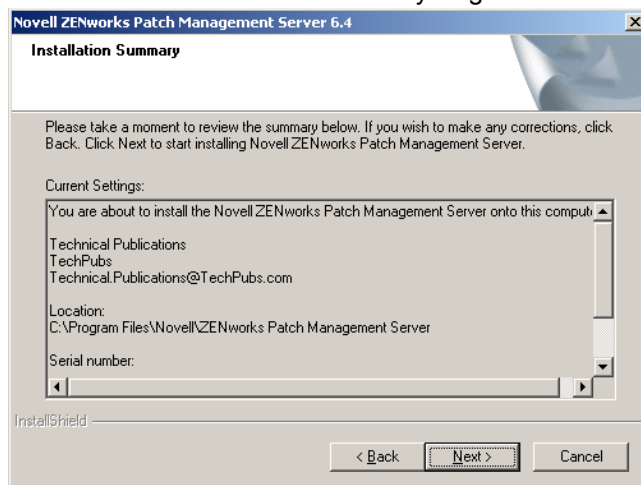 Novell ZENworks Patch Management Server 6.4
Installation Summary
Please take a moment to review the summary below. If you wish to make any corrections, click
Back. Click Next to start installing Novell ZENworks Patch Management Server.
Current Settings:
You are about to install the Novell ZENworks Patch Management Server onto this
Technical Publications
TechPubs
Technical.Publications@TechPubs.com
Location:
C:\Program Files\Novell\ZENworks Patch Management Server
Serial number:
InstallShield
< Back Next > Cancel